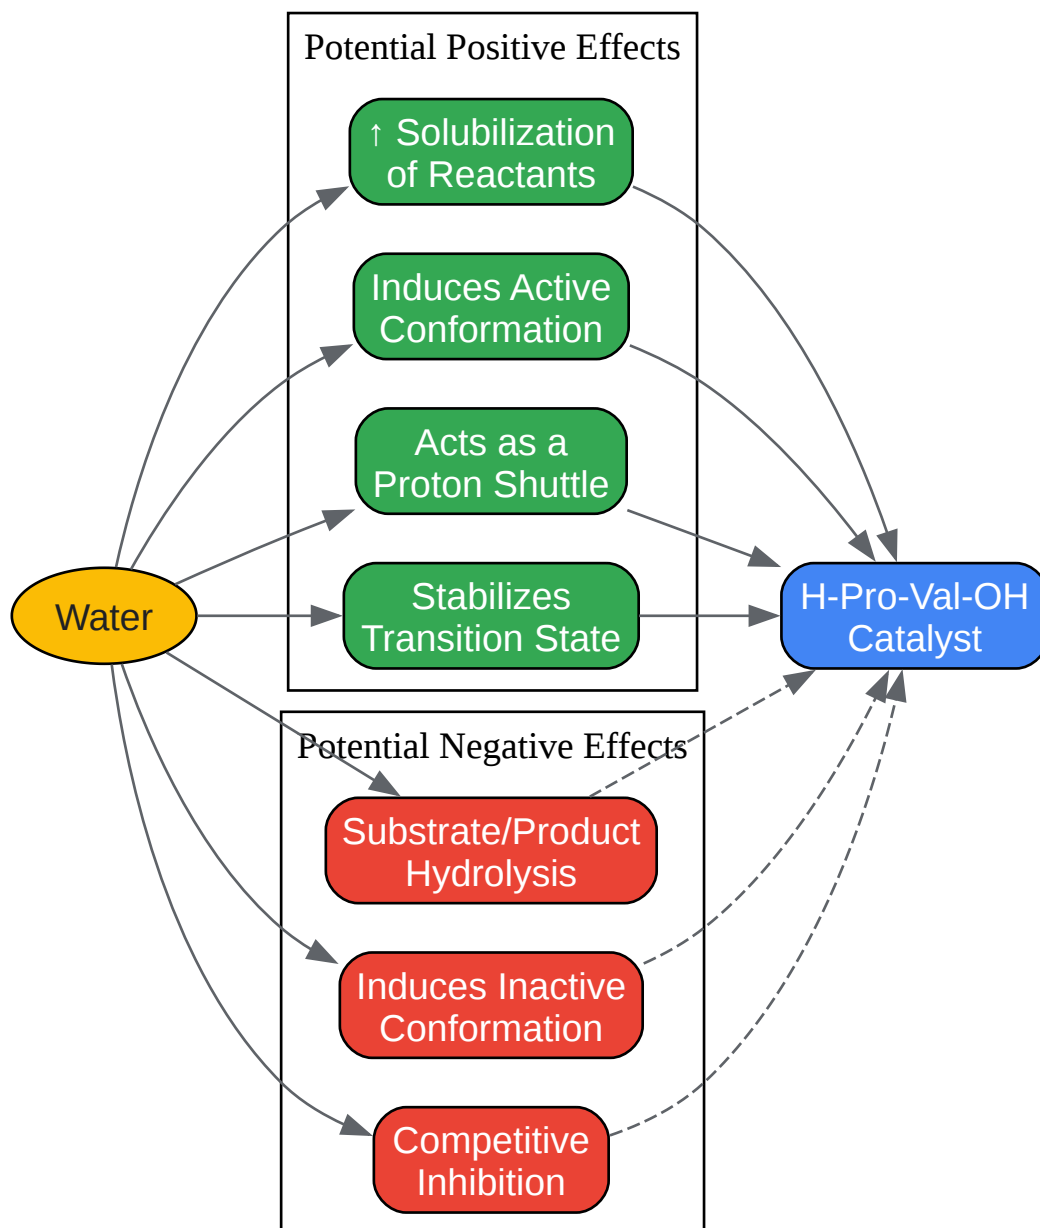 Potential Positive Effects
↑ Solubilization
of Reactants
Induces Active
Conformation
Acts as a
Proton Shuttle
Stabilizes
Transition State
Water
H-Pro-Val-OH
Catalyst
Potential Negative Effects
Substrate/Product
Hydrolysis
Induces Inactive
Conformation
Competitive
Inhibition